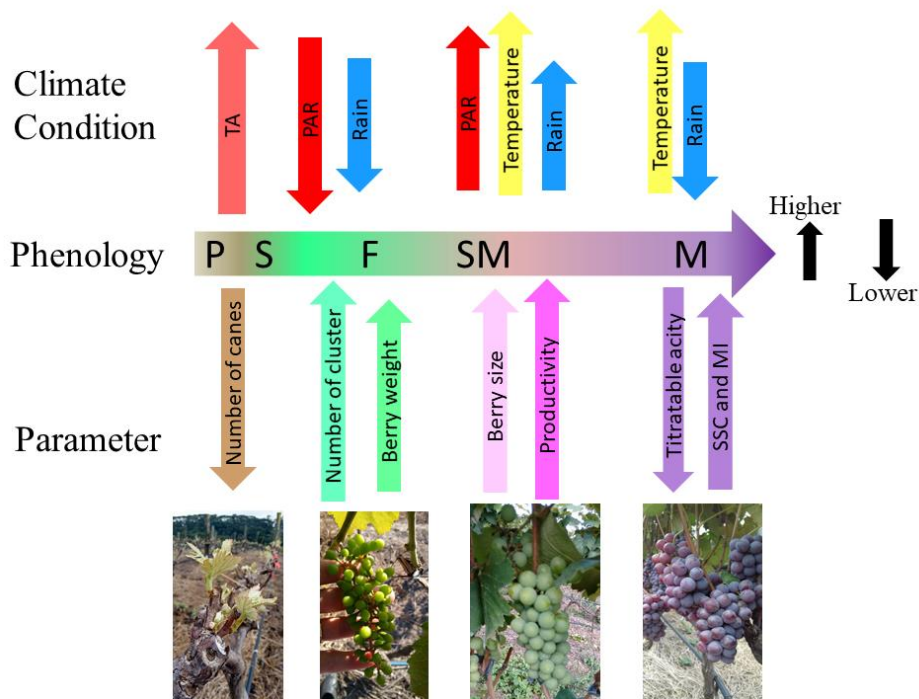 Climate
Condition
TA
PAR
Rain
PAR
Temperature
Rain
Temperature
Rain
Phenology
P
S
F
SM
M
Higher
Lower
Parameter
Number of canes
Number of cluster
Berry weight
Berry size
Productivity
Titratable acity
SSC and MI